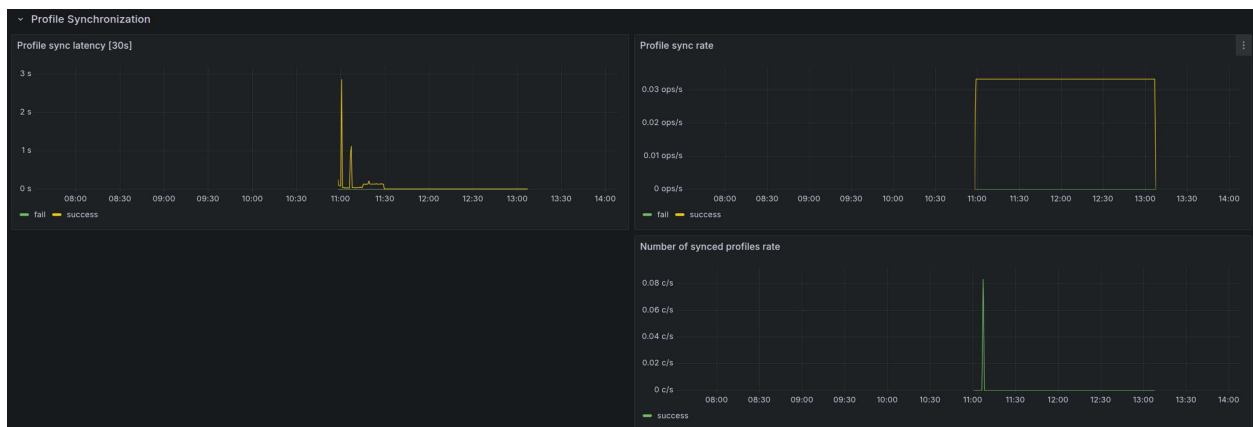 Profile Synchronization
Profile sync latency [30s]
3 s
2 s
1 s
0 s
08:00 08:30 09:00 09:30 10:00 10:30 11:00 11:30 12:00 12:30 13:00 13:30 14:00
fail success
Profile sync rate
0.03 ops/s
0.02 ops/s
0.01 ops/s
0 ops/s
08:00 08:30 09:00 09:30 10:00 10:30 11:00 11:30 12:00 12:30 13:00 13:30 14:00
fail success
Number of synced profiles rate
0.08 c/s
0.06 c/s
0.04 c/s
0.02 c/s
0 c/s
08:00 08:30 09:00 09:30 10:00 10:30 11:00 11:30 12:00 12:30 13:00 13:30 14:00
success